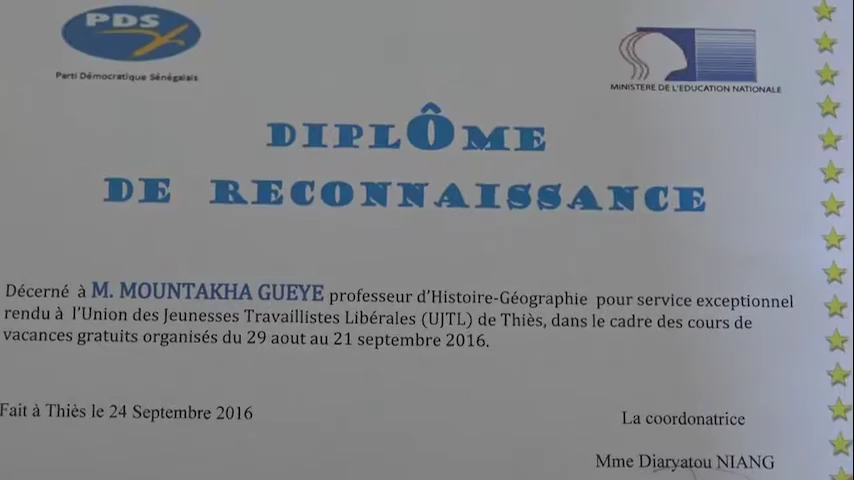 PDS
Parti Démocratique Sénégalais
MINISTERE DE L'EDUCATION NATIONALE
DIPLÔME
DE RECONNAISSANCE
Décerné à M. MOUNTAKHA GUEYE professeur d'Histoire-Géographie pour service exceptionnel
rendu à l'Union des Jeunesses Travaillistes Libérales (UJTL) de Thiès, dans le cadre des cours de
vacances gratuits organisés du 29 aout au 21 septembre 2016.
Fait à Thiès le 24 Septembre 2016
La coordonatrice
Mme Diaryatou NIANG